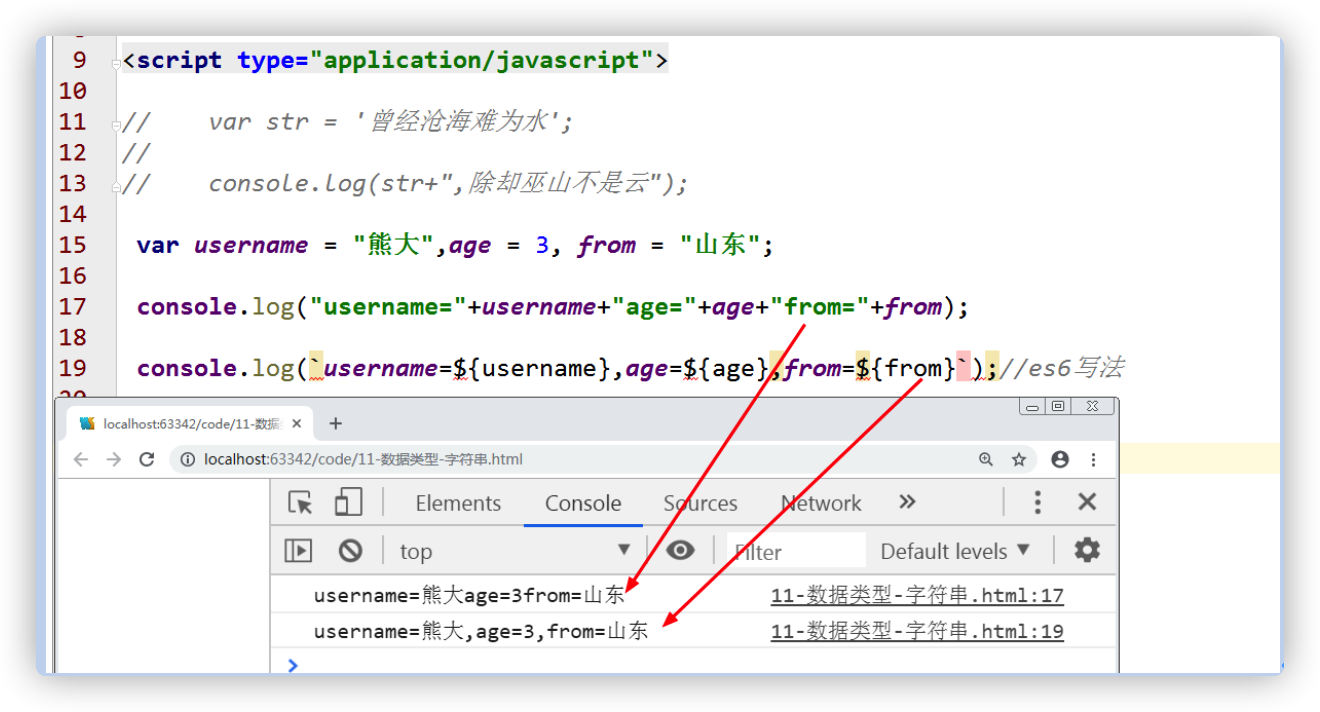 9 <script type="application/javascript">
10
11 //    var str = '曾经沧海难为水';
12 //
13 //    console.log(str+",除却巫山不是云");
14
15 var username = "熊大",age = 3, from = "山东";
16
17 console.log("username="+username+"age="+age+"from="+from);
18
19 console.log(`username=${username},age=${age},from=${from}`);//es6写法
localhost:63342/code/11-数据
localhost:63342/code/11-数据类型-字符串.html
Elements Console Sources Network
top Filter Default levels
username=熊大age=3from=山东 11-数据类型-字符串.html:17
username=熊大,age=3,from=山东 11-数据类型-字符串.html:19